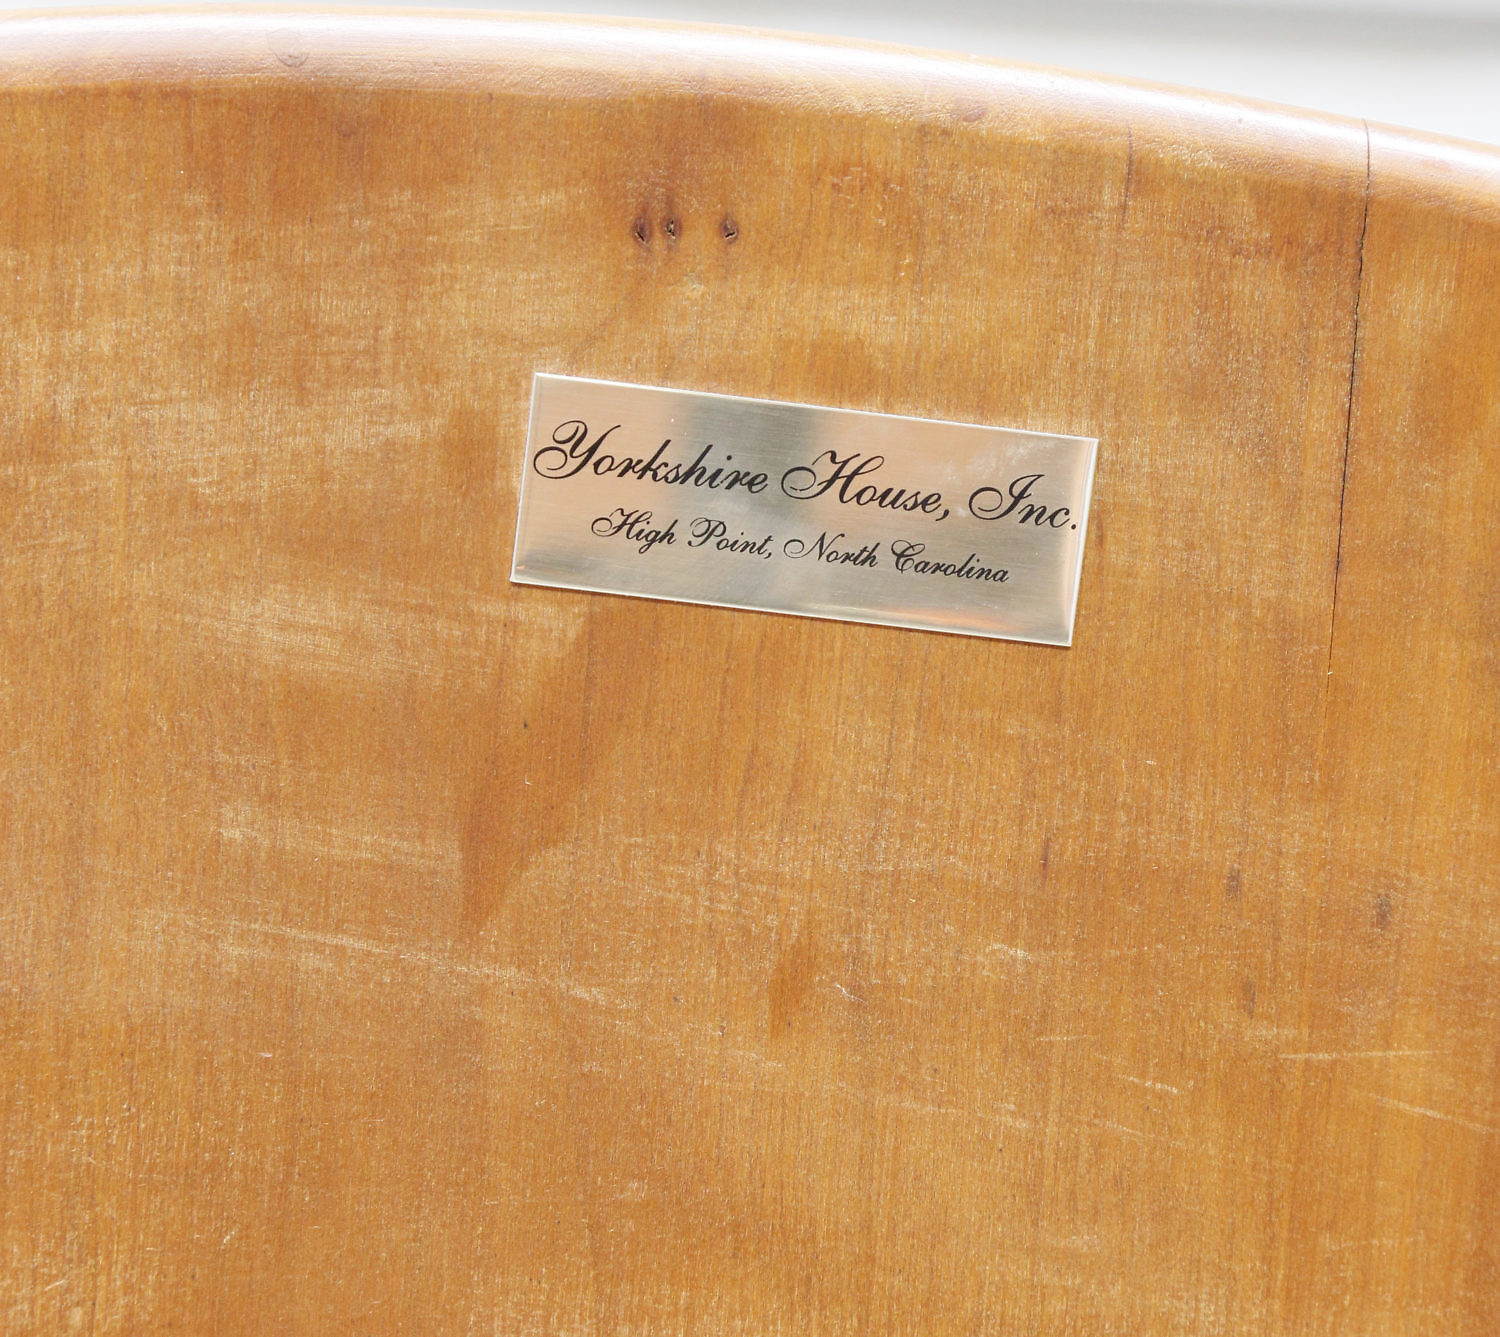 Yorkshire House, Inc.
High Point, North Carolina